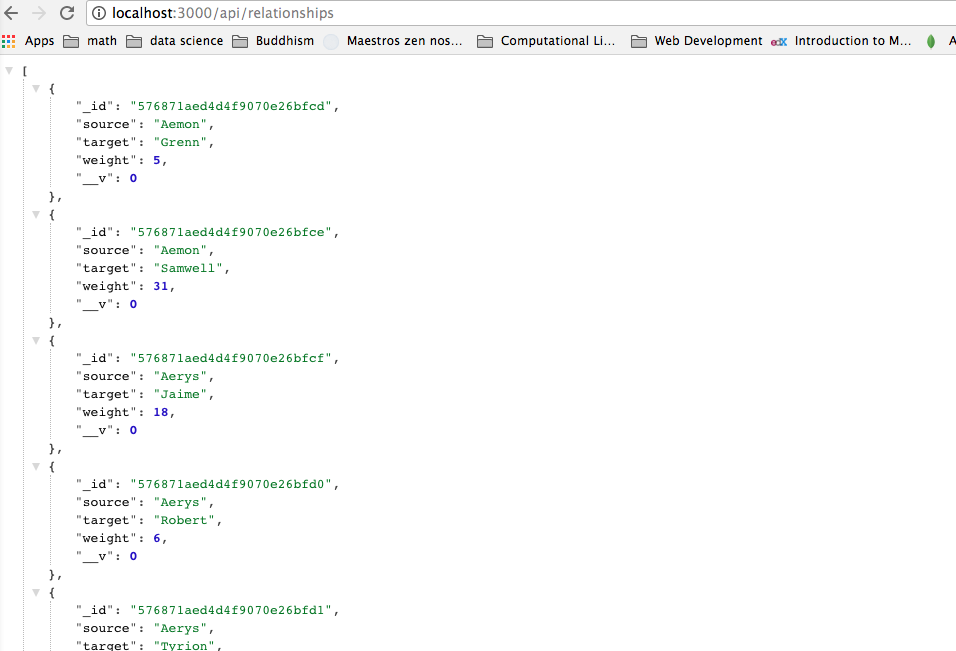 localhost:3000/api/relationships
Apps math data science Buddhism Maestros zen nos... Computational Li... Web Development edX Introduction to M... A
[
{
"_id": "576871aed4d4f9070e26bfcd",
"source": "Aemon",
"target": "Grenn",
"weight": 5,
"__v": 0
},
{
"_id": "576871aed4d4f9070e26bfce",
"source": "Aemon",
"target": "Samwell",
"weight": 31,
"__v": 0
},
{
"_id": "576871aed4d4f9070e26bfcf",
"source": "Aerys",
"target": "Jaime",
"weight": 18,
"__v": 0
},
{
"_id": "576871aed4d4f9070e26bfd0",
"source": "Aerys",
"target": "Robert",
"weight": 6,
"__v": 0
},
{
"_id": "576871aed4d4f9070e26bfd1",
"source": "Aerys",
"target": "Tyrion",